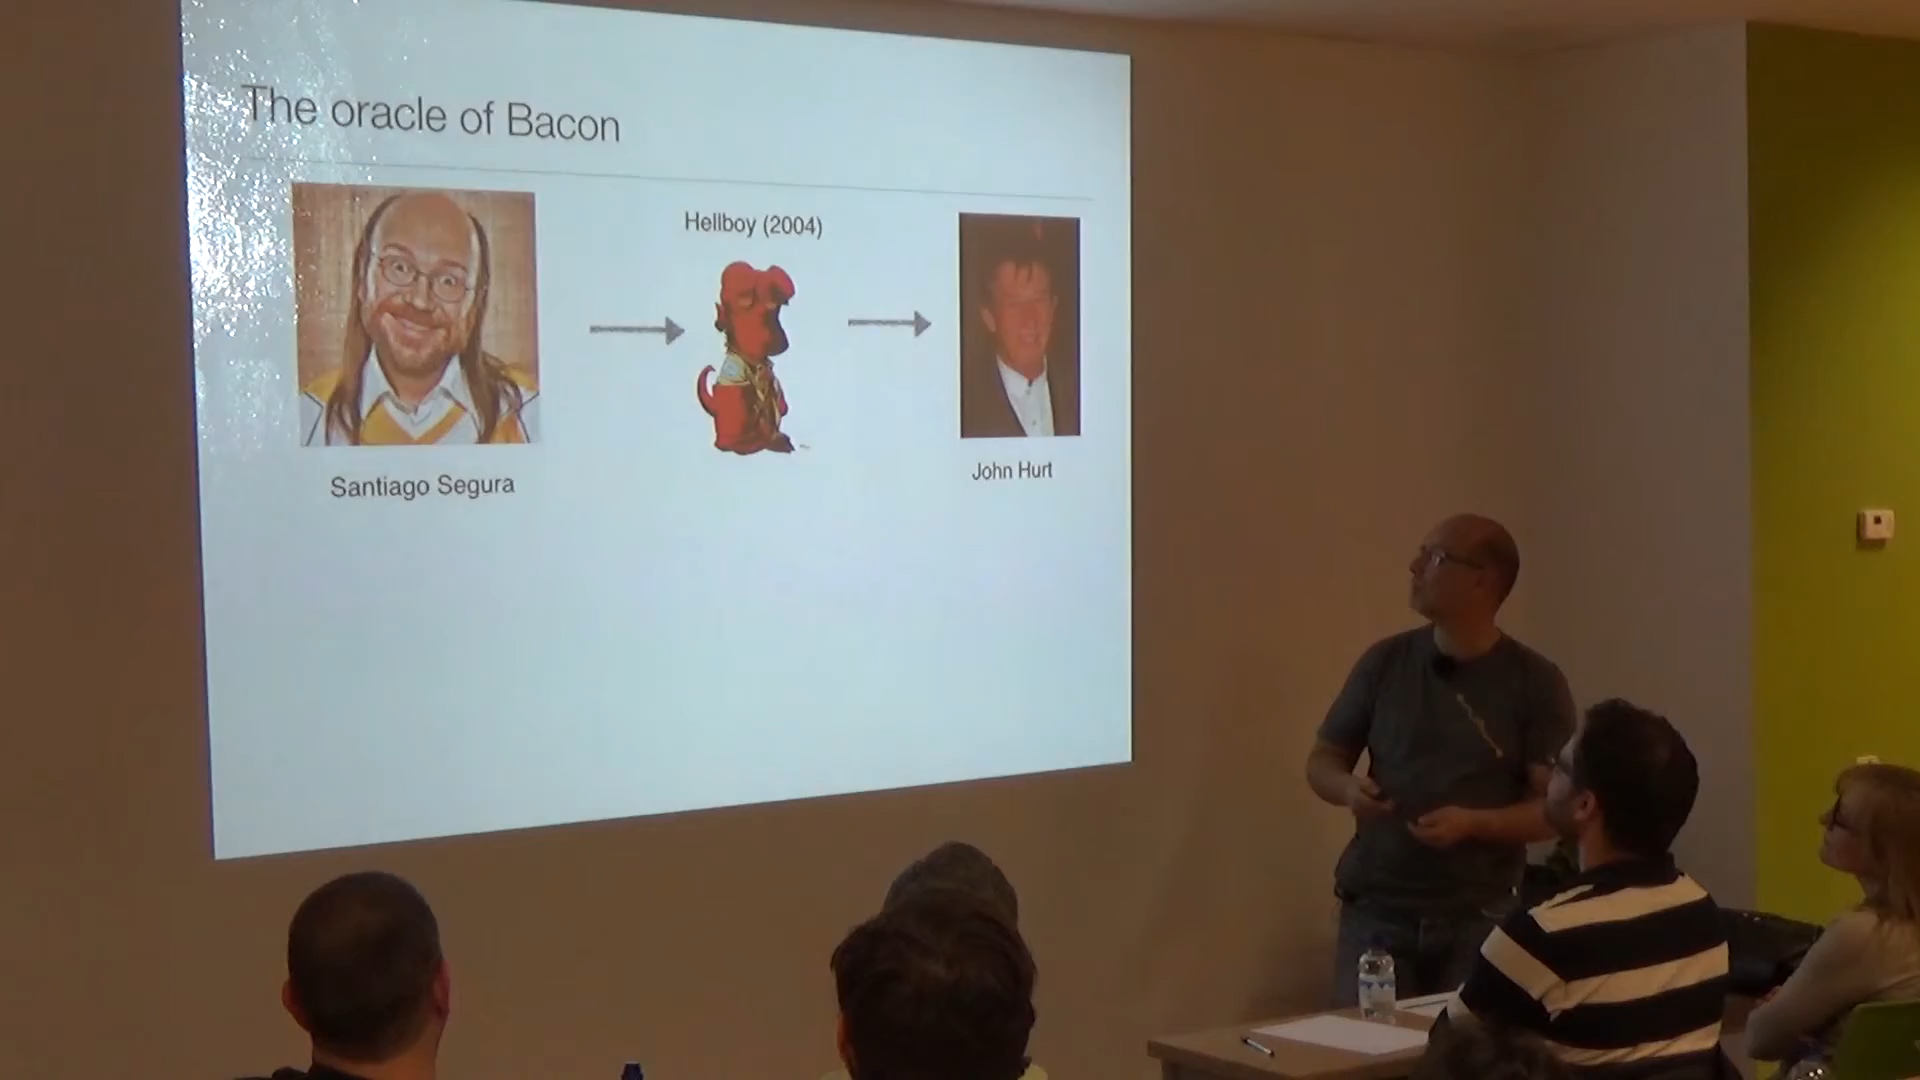 The oracle of Bacon
Hellboy (2004)
Santiago Segura
John Hurt